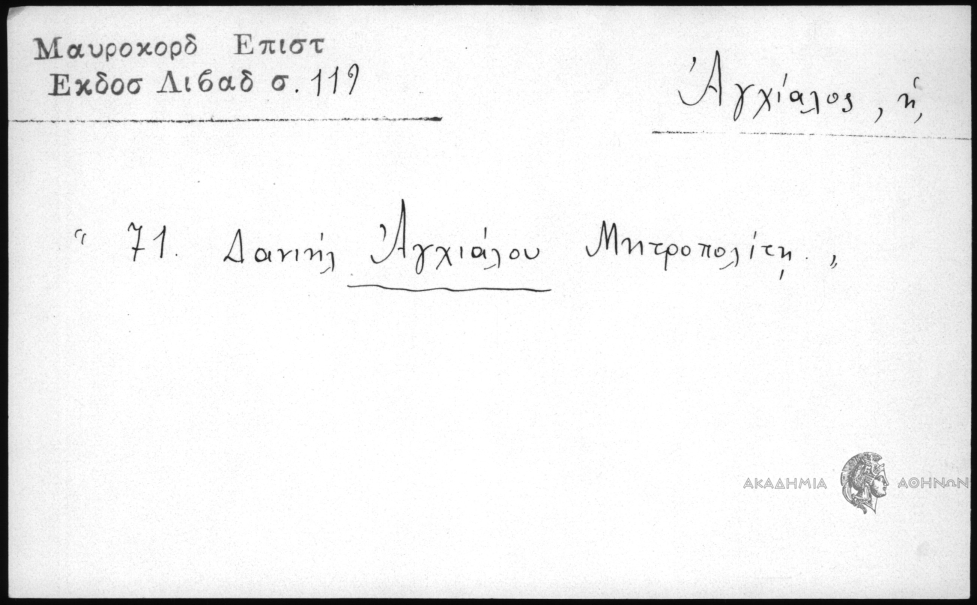 Μαυροκορδ Επιστ
Εκδοσ Λιβαδ σ. 119
Ἀγχίαλος, ἡ,
“ 71. Δανιὴλ Ἀγχιάλου Μητροπολίτῃ. „
ΑΚΑΔΗΜΙΑ ΑΘΗΝΩΝ